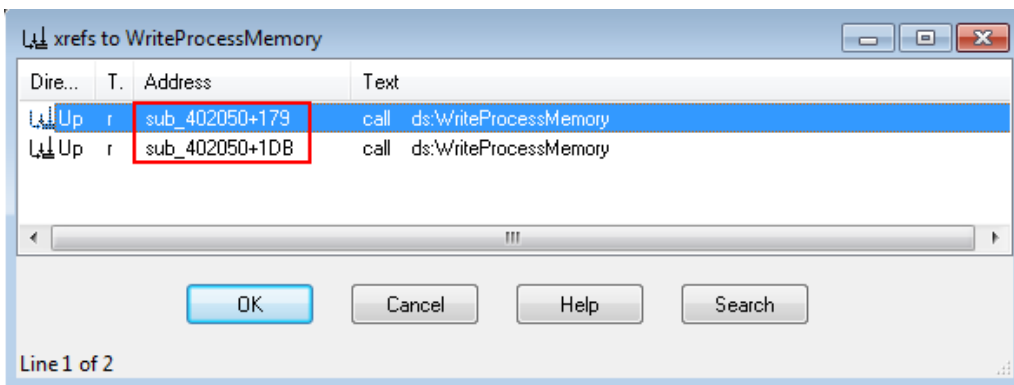 xrefs to WriteProcessMemory
Dire... T. Address Text
Up r sub_402050+179 call ds:WriteProcessMemory
Up r sub_402050+1DB call ds:WriteProcessMemory
OK Cancel Help Search
Line 1 of 2